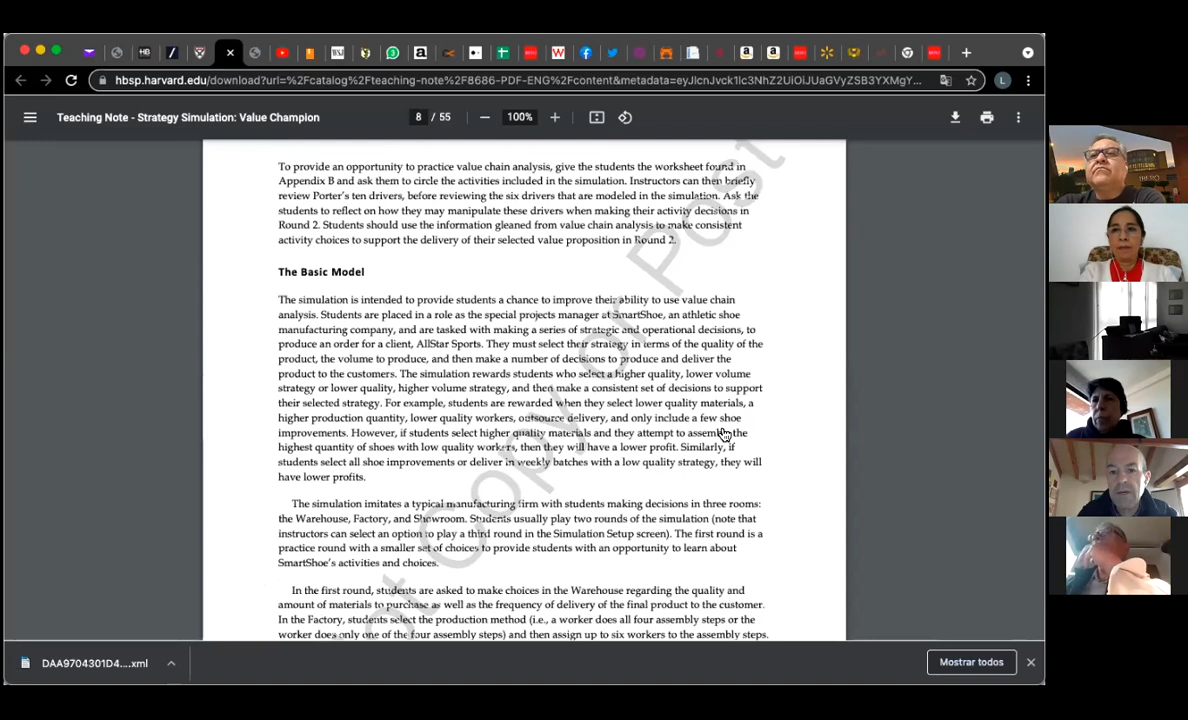 hbsp.harvard.edu/download?url=%2Fcatalog%2Fteaching-note%2F8686-PDF-ENG%2Fcontent&metadata=
L
Teaching Note - Strategy Simulation: Value Champion
8 / 55
100%
To provide an opportunity to practice value chain analysis, give the students the worksheet found in
Appendix B and ask them to circle the activities included in the simulation. Instructors can then briefly
review Porter's ten drivers, before reviewing the six drivers that are modeled in the simulation. Ask the
students to reflect on how they may manipulate these drivers when making their activity decisions in
Round 2. Students should use the information gleaned from value chain analysis to make consistent
activity choices to support the delivery of their selected value proposition in Round 2.
The Basic Model
The simulation is intended to provide students a chance to improve their ability to use value chain
analysis. Students are placed in a role as the special projects manager at SmartShoe, an athletic shoe
manufacturing company, and are tasked with making a series of strategic and operational decisions, to
produce an order for a client, AllStar Sports. They must select their strategy in terms of the quality of the
product, the volume to produce, and then make a number of decisions to produce and deliver the
product to the customers. The simulation rewards students who select a higher quality, lower volume
strategy or lower quality, higher volume strategy, and then make a consistent set of decisions to support
their selected strategy. For example, students are rewarded when they select lower quality materials, a
higher production quantity, lower quality workers, outsource delivery, and only include a few shoe
improvements. However, if students select higher quality materials and they attempt to assemble the
highest quantity of shoes with low quality workers, then they will have a lower profit. Similarly, if
students select all shoe improvements or deliver in weekly batches with a low quality strategy, they will
have lower profits.
The simulation imitates a typical manufacturing firm with students making decisions in three rooms:
the Warehouse, Factory, and Showroom. Students usually play two rounds of the simulation (note that
instructors can select an option to play a third round in the Simulation Setup screen). The first round is a
practice round with a smaller set of choices to provide students with an opportunity to learn about
SmartShoe's activities and choices.
In the first round, students are asked to make choices in the Warehouse regarding the quality and
amount of materials to purchase as well as the frequency of delivery of the final product to the customer.
In the Factory, students select the production method (i.e., a worker does all four assembly steps or the
worker does only one of the four assembly steps) and then assign up to six workers to the assembly steps.
ot Copy or Post
DAA9704301D4....xml
Mostrar todos